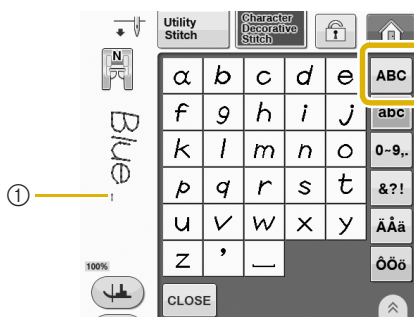 Utility Stitch
Character Decorative Stitch
N
Blue
①
100%
a b c d e
f g h i j
k l m n o
p q r s t
u v w x y
z ' _
ABC
abc
0~9,.
&?!
ÄÅä
ÔÖö
CLOSE